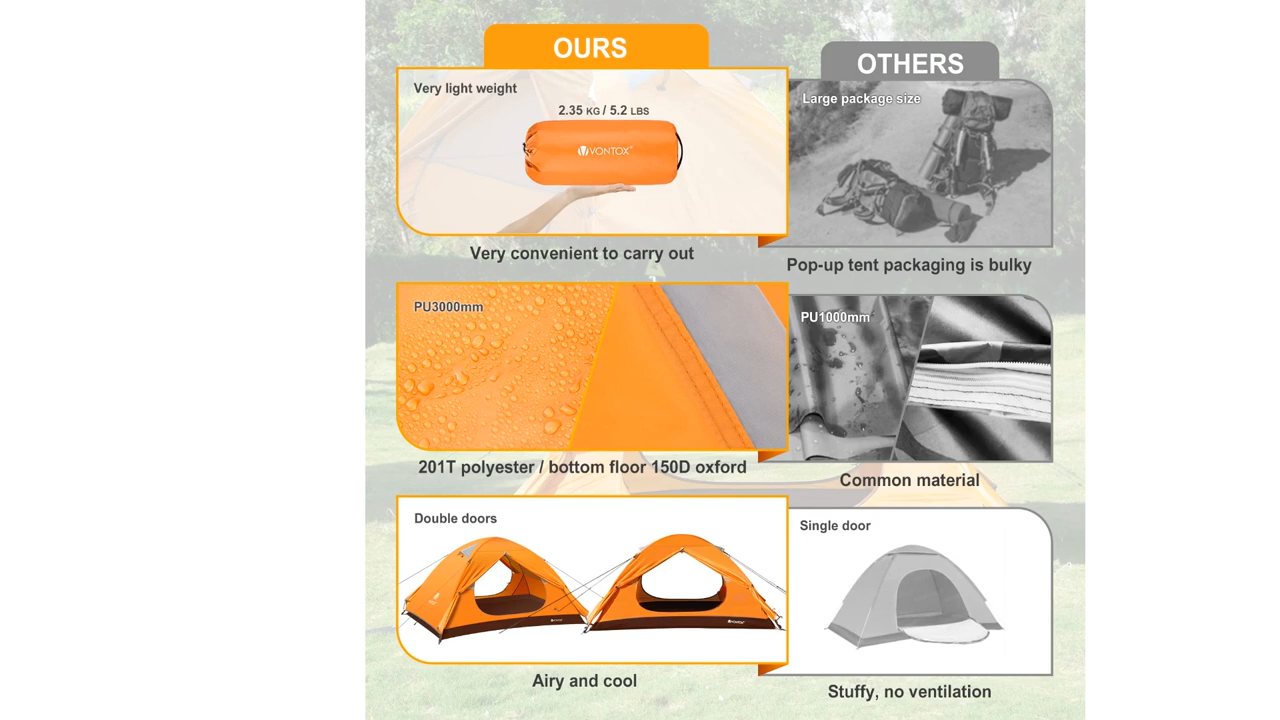 OURS
OTHERS
Very light weight
2.35 KG / 5.2 LBS
VONTOX
Very convenient to carry out
Large package size
Pop-up tent packaging is bulky
PU3000mm
201T polyester / bottom floor 150D oxford
PU1000mm
Common material
Double doors
VONTOX
Airy and cool
Single door
Stuffy, no ventilation